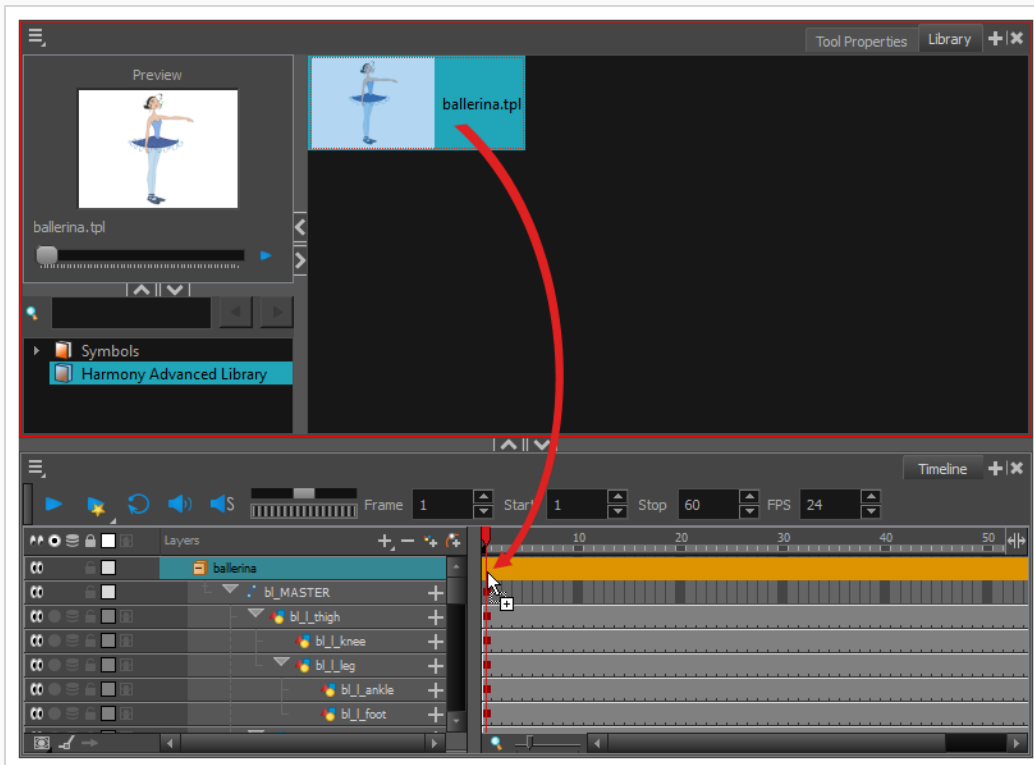 Tool Properties Library
Preview
ballerina.tpl
ballerina.tpl
Symbols
Harmony Advanced Library
Timeline
S Frame 1 Start 1 Stop 60 FPS 24
Layers 10 20 30 40 50
ballerina
bl_MASTER
bl_l_thigh
bl_l_knee
bl_l_leg
bl_l_ankle
bl_l_foot